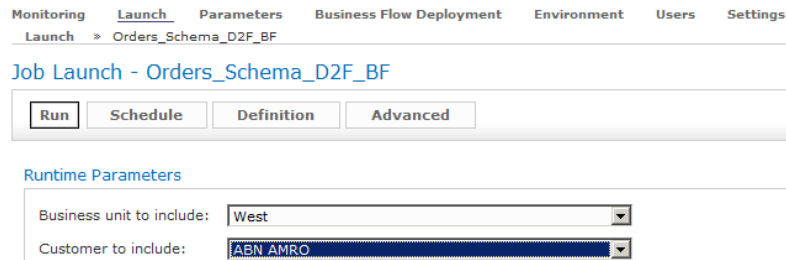 Monitoring Launch Parameters Business Flow Deployment Environment Users Settings
Launch » Orders_Schema_D2F_BF
Job Launch - Orders_Schema_D2F_BF
Run Schedule Definition Advanced
Runtime Parameters
Business unit to include: West
Customer to include: ABN AMRO